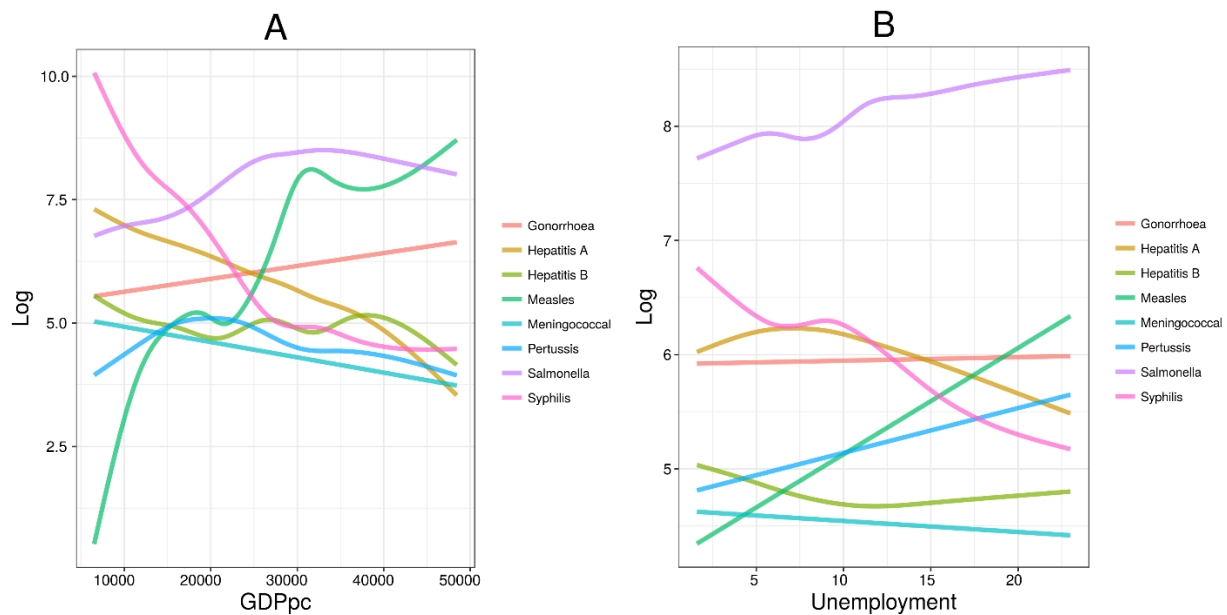 A
Log
10.0
7.5
5.0
2.5
10000 20000 30000 40000 50000
GDPpc
Gonorrhoea
Hepatitis A
Hepatitis B
Measles
Meningococcal
Pertussis
Salmonella
Syphilis
B
Log
8
7
6
5
5 10 15 20
Unemployment
Gonorrhoea
Hepatitis A
Hepatitis B
Measles
Meningococcal
Pertussis
Salmonella
Syphilis